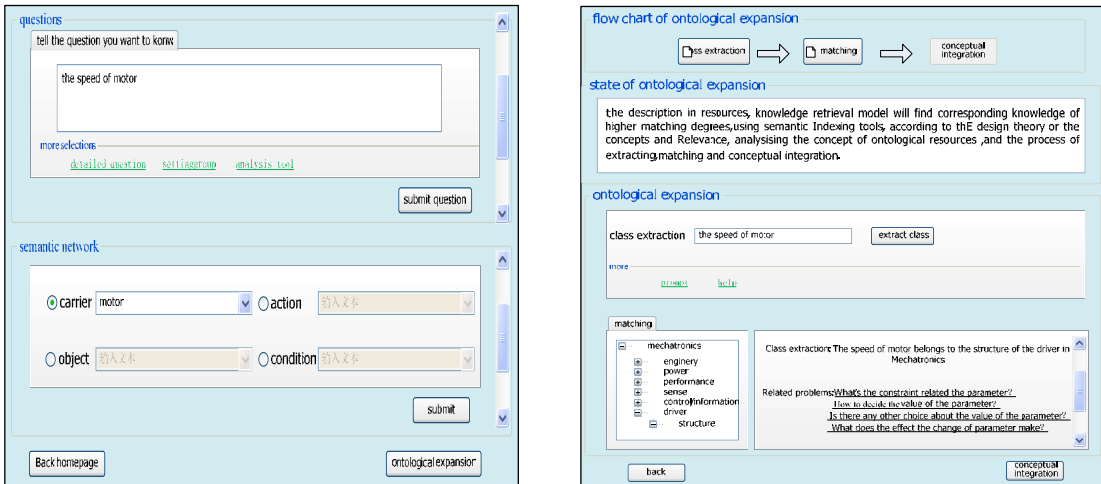 questions
tell the question you want to konw
the speed of motor
more selections
detailed question settinggroup analysis tool
submit question
semantic network
carrier motor action 输入文本
object 输入文本 condition 输入文本
submit
Back homepage ontological expansion
flow chart of ontological expansion
ss extraction matching conceptual
integration
state of ontological expansion
the description in resources, knowledge retrieval model will find corresponding knowledge of
higher matching degrees,using semantic Indexing tools, according to thE design theory or the
concepts and Relevance, analysising the concept of ontological resources ,and the process of
extracting,matching and conceptual integration.
ontological expansion
class extraction the speed of motor extract class
more
prompt help
matching
mechatronics
enginery
power
performance
sense
control/information
driver
structure
Class extraction: The speed of motor belongs to the structure of the driver in
Mechatronics
Related problems:What's the constraint related the parameter?
How to decide the value of the parameter?
Is there any other choice about the value of the parameter?
What does the effect the change of parameter make?
back conceptual
integration